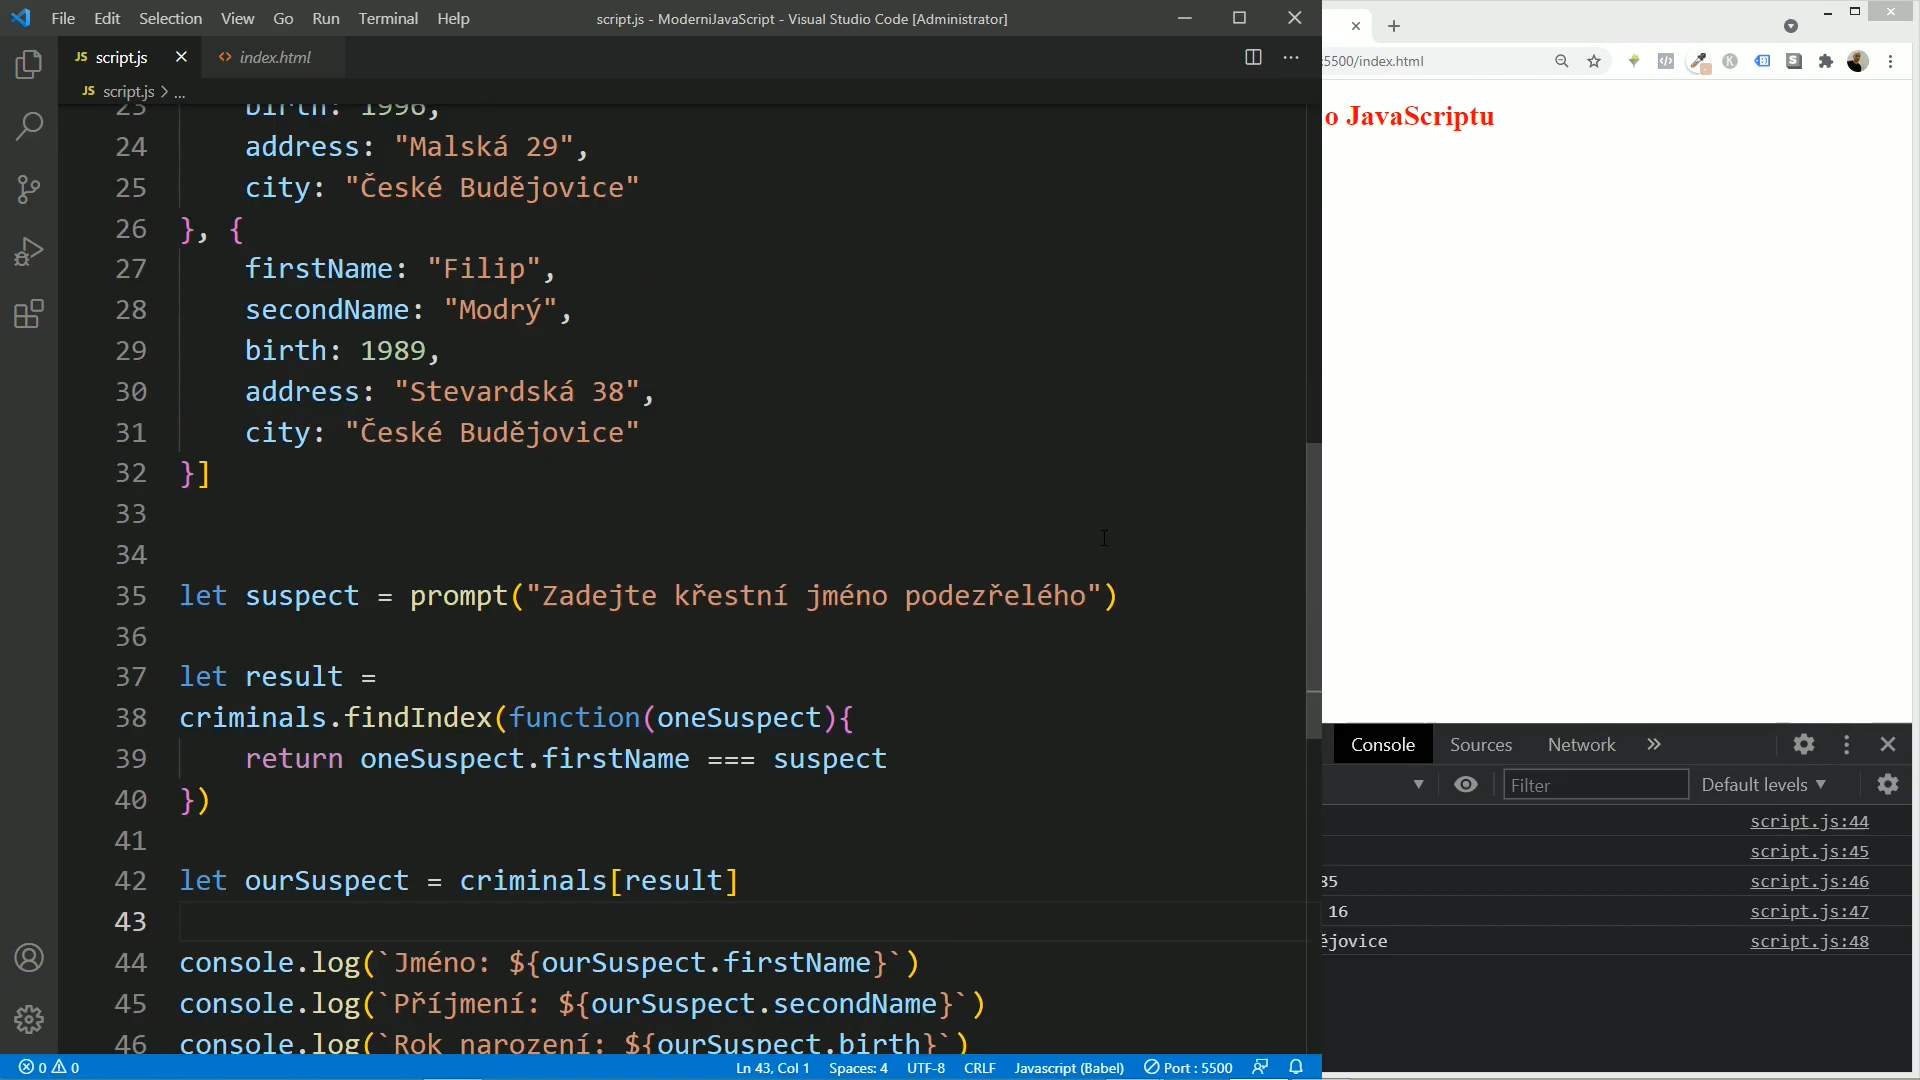 File Edit Selection View Go Run Terminal Help script.js - ModerniJavaScript - Visual Studio Code [Administrator]
JS script.js <> index.html
JS script.js > ...
23 birth: 1996,
24 address: "Malská 29",
25 city: "České Budějovice"
26 }, {
27 firstName: "Filip",
28 secondName: "Modrý",
29 birth: 1989,
30 address: "Stevardská 38",
31 city: "České Budějovice"
32 }]
33
34
35 let suspect = prompt("Zadejte křestní jméno podezřelého")
36
37 let result =
38 criminals.findIndex(function(oneSuspect){
39 return oneSuspect.firstName === suspect
40 })
41
42 let ourSuspect = criminals[result]
43
44 console.log(`Jméno: ${ourSuspect.firstName}`)
45 console.log(`Příjmení: ${ourSuspect.secondName}`)
46 console.log(`Rok narození: ${ourSuspect.birth}`)
0 0 Ln 43, Col 1 Spaces: 4 UTF-8 CRLF Javascript (Babel) Port : 5500
:5500/index.html
o JavaScriptu
Console Sources Network »
Filter Default levels ▼
script.js:44
script.js:45
35 script.js:46
16 script.js:47
ějovice script.js:48